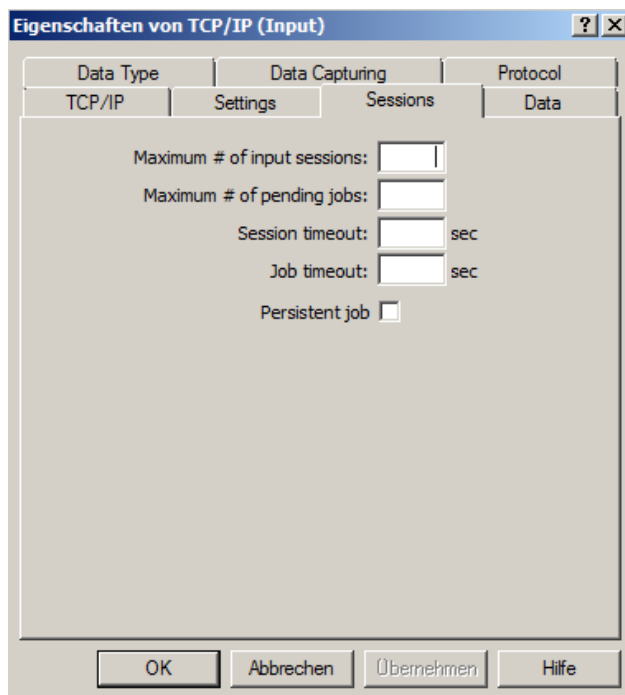 Eigenschaften von TCP/IP (Input)
Data Type Data Capturing Protocol
TCP/IP Settings Sessions Data
Maximum # of input sessions:
Maximum # of pending jobs:
Session timeout: sec
Job timeout: sec
Persistent job
OK Abbrechen Übernehmen Hilfe